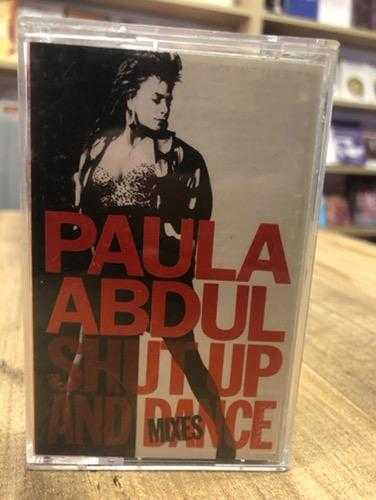 PAULA
ABDUL
SHUT UP
AND DANCE
MIXES